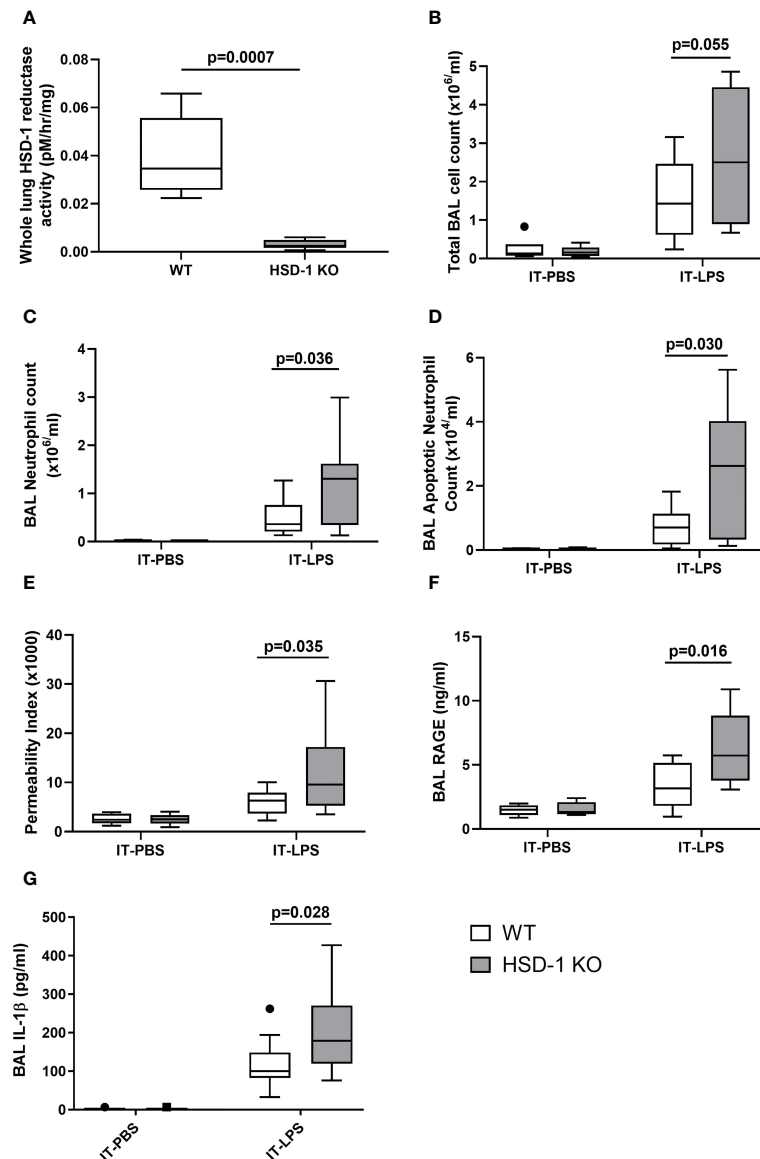 A
Whole lung HSD-1 reductase
activity (pM/hr/mg)
0.08
0.06
0.04
0.02
0.00
p=0.0007
WT
HSD-1 KO
B
Total BAL cell count (x10⁶/ml)
5
4
3
2
1
0
p=0.055
IT-PBS
IT-LPS
C
BAL Neutrophil count
(x10⁶/ml)
4
3
2
1
0
p=0.036
IT-PBS
IT-LPS
D
BAL Apoptotic Neutrophil
Count (x10⁴/ml)
6
4
2
0
p=0.030
IT-PBS
IT-LPS
E
Permeability Index (x1000)
40
30
20
10
0
p=0.035
IT-PBS
IT-LPS
F
BAL RAGE (ng/ml)
15
10
5
0
p=0.016
IT-PBS
IT-LPS
G
BAL IL-1β (pg/ml)
500
400
300
200
100
0
p=0.028
IT-PBS
IT-LPS
WT
HSD-1 KO